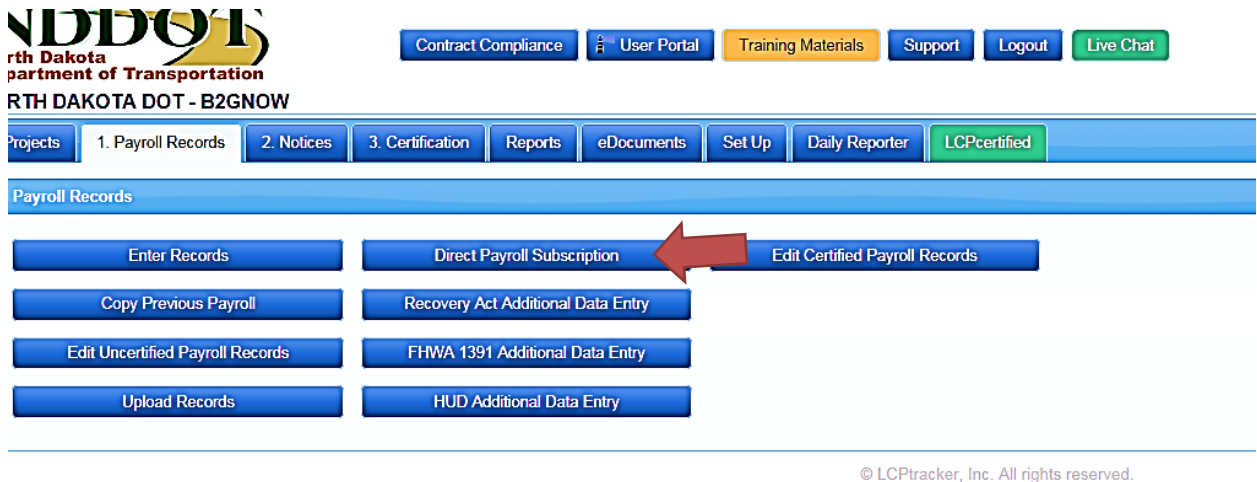 NDDOT
rth Dakota
partment of Transportation
RTH DAKOTA DOT - B2GNOW
Contract Compliance User Portal Training Materials Support Logout Live Chat
Projects 1. Payroll Records 2. Notices 3. Certification Reports eDocuments Set Up Daily Reporter LCPcertified
Payroll Records
Enter Records Direct Payroll Subscription Edit Certified Payroll Records
Copy Previous Payroll Recovery Act Additional Data Entry
Edit Uncertified Payroll Records FHWA 1391 Additional Data Entry
Upload Records HUD Additional Data Entry
© LCPtracker, Inc. All rights reserved.